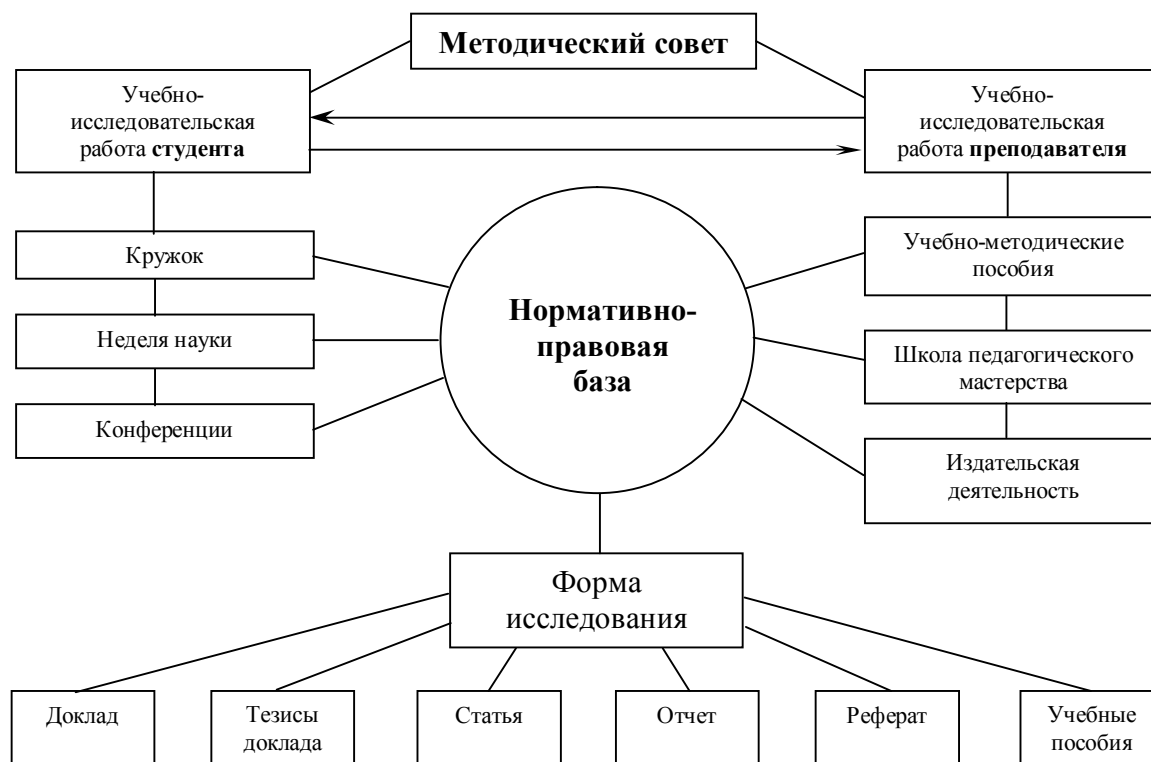 Методический совет
Учебно-
исследовательская
работа студента
Учебно-
исследовательская
работа преподавателя
Кружок
Неделя науки
Конференции
Нормативно-
правовая
база
Учебно-методические
пособия
Школа педагогического
мастерства
Издательская
деятельность
Форма
исследования
Доклад
Тезисы
доклада
Статья
Отчет
Реферат
Учебные
пособия